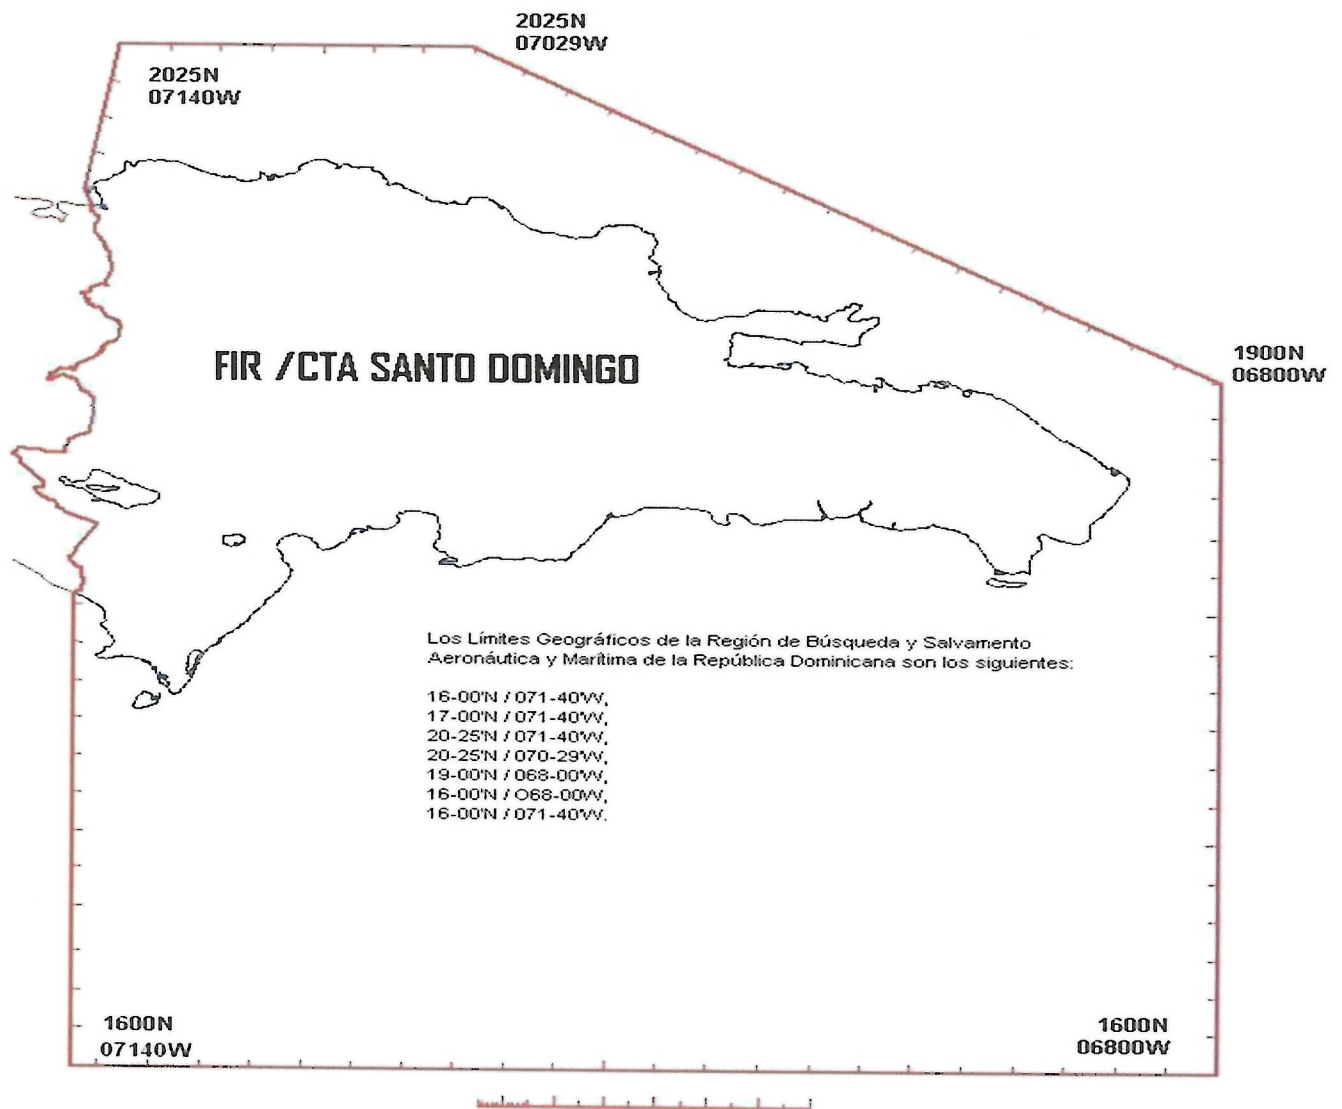 2025N
07029W
2025N
07140W
1900N
06800W
FIR /CTA SANTO DOMINGO
Los Límites Geográficos de la Región de Búsqueda y Salvamento
Aeronáutica y Marítima de la República Dominicana son los siguientes:
16-00'N / 071-40'W,
17-00'N / 071-40'W,
20-25'N / 071-40'W,
20-25'N / 070-29'W,
19-00'N / 068-00'W,
16-00'N / O68-00'W,
16-00'N / 071-40'W.
1600N
07140W
1600N
06800W